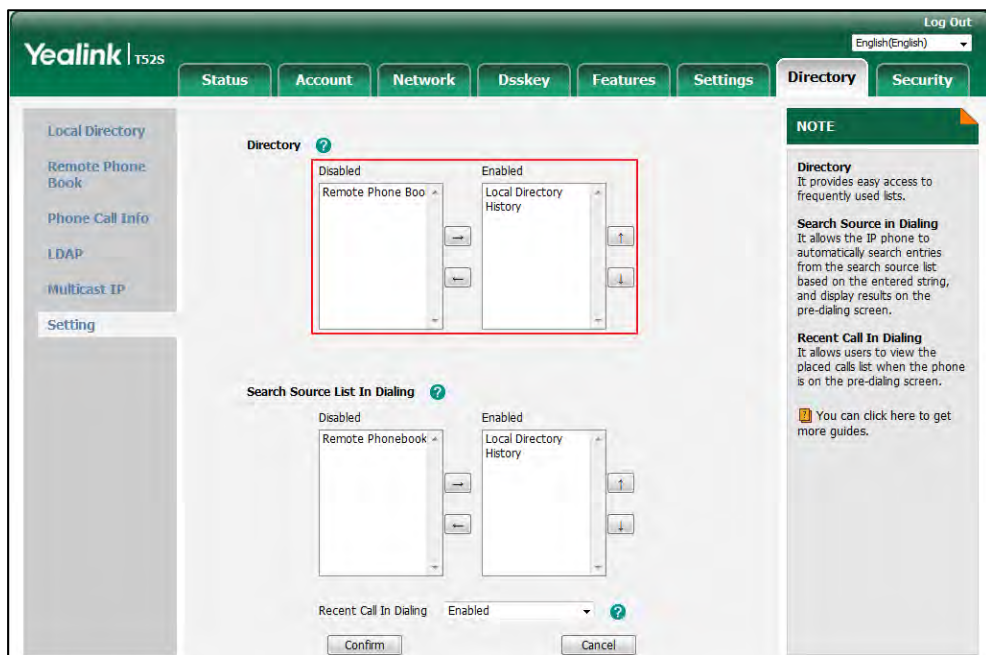 Log Out
English(English)
Yealink T52S
Status Account Network Dsskey Features Settings Directory Security
Local Directory
Remote Phone
Book
Phone Call Info
LDAP
Multicast IP
Setting
Directory ?
Disabled Enabled
Remote Phone Boo
Local Directory
History
→ ↑
← ↓
Search Source List In Dialing ?
Disabled Enabled
Remote Phonebook
Local Directory
History
→ ↑
← ↓
Recent Call In Dialing Enabled ?
Confirm Cancel
NOTE
Directory
It provides easy access to
frequently used lists.
Search Source in Dialing
It allows the IP phone to
automatically search entries
from the search source list
based on the entered string,
and display results on the
pre-dialing screen.
Recent Call In Dialing
It allows users to view the
placed calls list when the phone
is on the pre-dialing screen.
? You can click here to get
more guides.